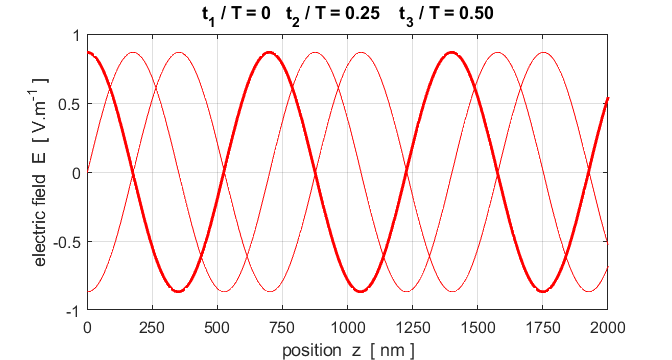 t1 / T = 0 t2 / T = 0.25 t3 / T = 0.50
1
0.5
0
-0.5
-1
electric field E [ V.m-1 ]
0 250 500 750 1000 1250 1500 1750 2000
position z [ nm ]